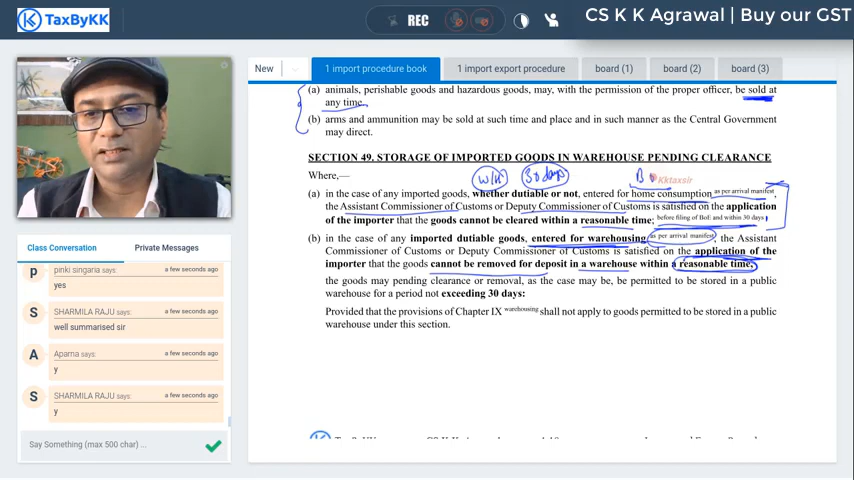 TaxByKK
REC
CS K K Agrawal | Buy our GST
New
1 import procedure book
1 import export procedure
board (1)
board (2)
board (3)
(a) animals, perishable goods and hazardous goods, may, with the permission of the proper officer, be sold at
any time.
(b) arms and ammunition may be sold at such time and place and in such manner as the Central Government
may direct.
SECTION 49. STORAGE OF IMPORTED GOODS IN WAREHOUSE PENDING CLEARANCE
Where,—
W/H
30 days
B
Kktaxsir
(a) in the case of any imported goods, whether dutiable or not, entered for home consumption as per arrival manifest,
the Assistant Commissioner of Customs or Deputy Commissioner of Customs is satisfied on the application
of the importer that the goods cannot be cleared within a reasonable time; before filing of BoE and within 30 days
(b) in the case of any imported dutiable goods, entered for warehousing as per arrival manifest, the Assistant
Commissioner of Customs or Deputy Commissioner of Customs is satisfied on the application of the
importer that the goods cannot be removed for deposit in a warehouse within a reasonable time,
the goods may pending clearance or removal, as the case may be, be permitted to be stored in a public
warehouse for a period not exceeding 30 days:
Provided that the provisions of Chapter IX warehousing shall not apply to goods permitted to be stored in a public
warehouse under this section.
Class Conversation
Private Messages
p
pinki singaria says:
a few seconds ago
yes
S
SHARMILA RAJU says:
a few seconds ago
well summarised sir
A
Aparna says:
a few seconds ago
y
S
SHARMILA RAJU says:
a few seconds ago
y
Say Something (max 500 char) ...